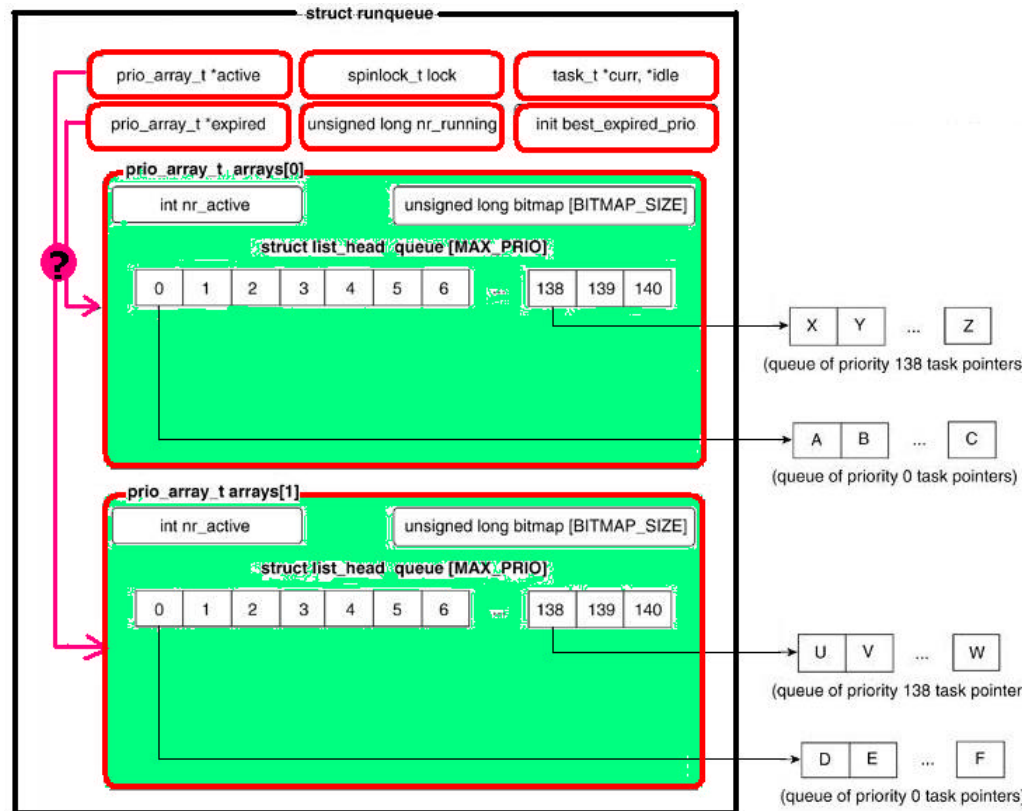 struct runqueue
prio_array_t *active
spinlock_t lock
task_t *curr, *idle
prio_array_t *expired
unsigned long nr_running
init best_expired_prio
?
prio_array_t arrays[0]
int nr_active
unsigned long bitmap [BITMAP_SIZE]
struct list_head queue [MAX_PRIO]
0 1 2 3 4 5 6 ... 138 139 140
X Y ... Z
(queue of priority 138 task pointers
A B ... C
(queue of priority 0 task pointers)
prio_array_t arrays[1]
int nr_active
unsigned long bitmap [BITMAP_SIZE]
struct list_head queue [MAX_PRIO]
0 1 2 3 4 5 6 ... 138 139 140
U V ... W
(queue of priority 138 task pointer
D E ... F
(queue of priority 0 task pointers)